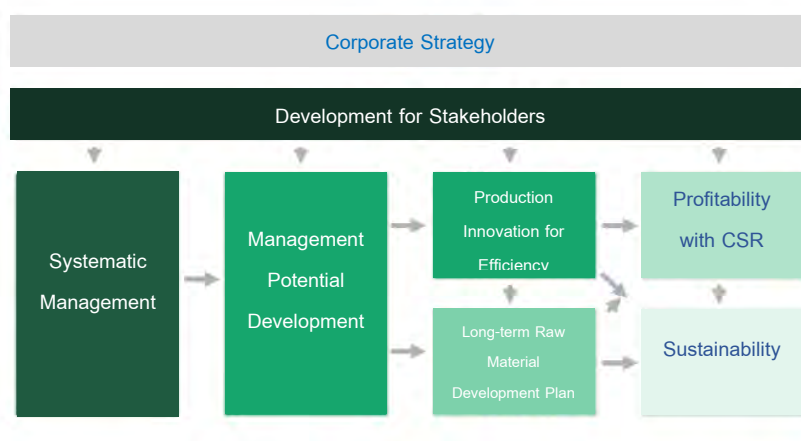 Corporate Strategy
Development for Stakeholders
Systematic
Management
Management
Potential
Development
Production
Innovation for
Efficiency
Long-term Raw
Material
Development Plan
Profitability
with CSR
Sustainability